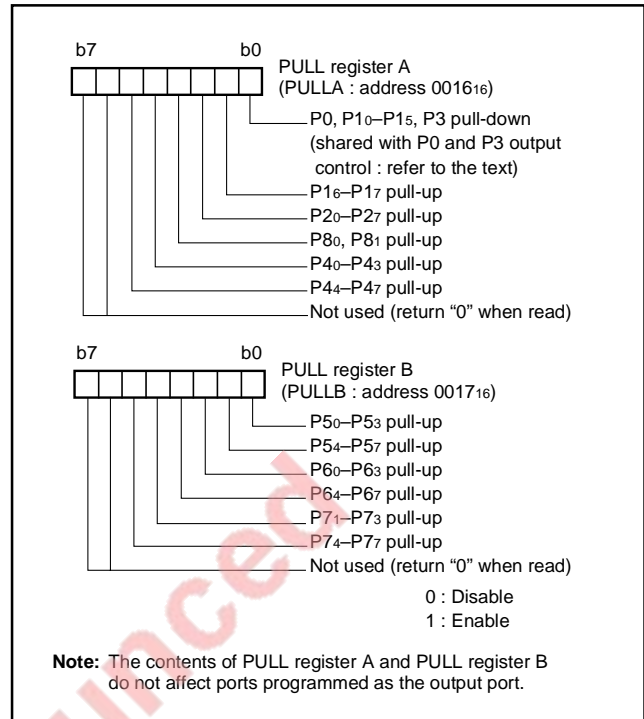 b7 b0
PULL register A
(PULLA : address 0016₁₆)
P0, P1₀–P1₅, P3 pull-down
(shared with P0 and P3 output
control : refer to the text)
P1₆–P1₇ pull-up
P2₀–P2₇ pull-up
P8₀, P8₁ pull-up
P4₀–P4₃ pull-up
P4₄–P4₇ pull-up
Not used (return “0” when read)
b7 b0
PULL register B
(PULLB : address 0017₁₆)
P5₀–P5₃ pull-up
P5₄–P5₇ pull-up
P6₀–P6₃ pull-up
P6₄–P6₇ pull-up
P7₁–P7₃ pull-up
P7₄–P7₇ pull-up
Not used (return “0” when read)
0 : Disable
1 : Enable
Note: The contents of PULL register A and PULL register B
do not affect ports programmed as the output port.
unced